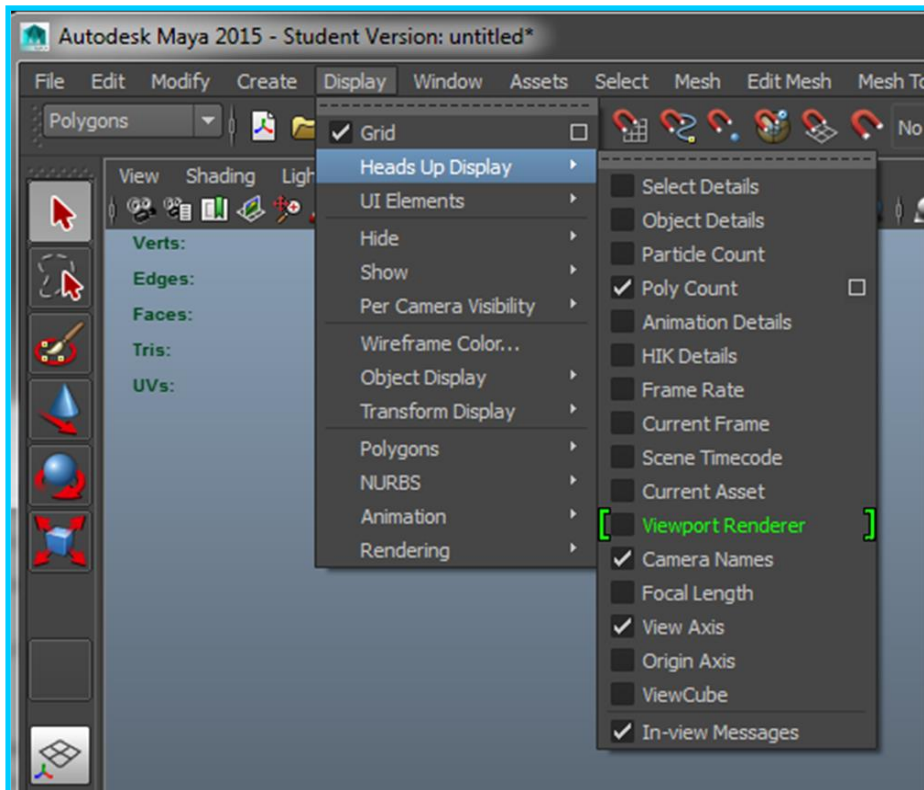 Autodesk Maya 2015 - Student Version: untitled*
File Edit Modify Create Display Window Assets Select Mesh Edit Mesh Mesh
Polygons
No
View Shading
Verts:
Edges:
Faces:
Tris:
UVs:
Grid
Heads Up Display
UI Elements
Hide
Show
Per Camera Visibility
Wireframe Color...
Object Display
Transform Display
Polygons
NURBS
Animation
Rendering
Select Details
Object Details
Particle Count
Poly Count
Animation Details
HIK Details
Frame Rate
Current Frame
Scene Timecode
Current Asset
[ Viewport Renderer ]
Camera Names
Focal Length
View Axis
Origin Axis
ViewCube
In-view Messages